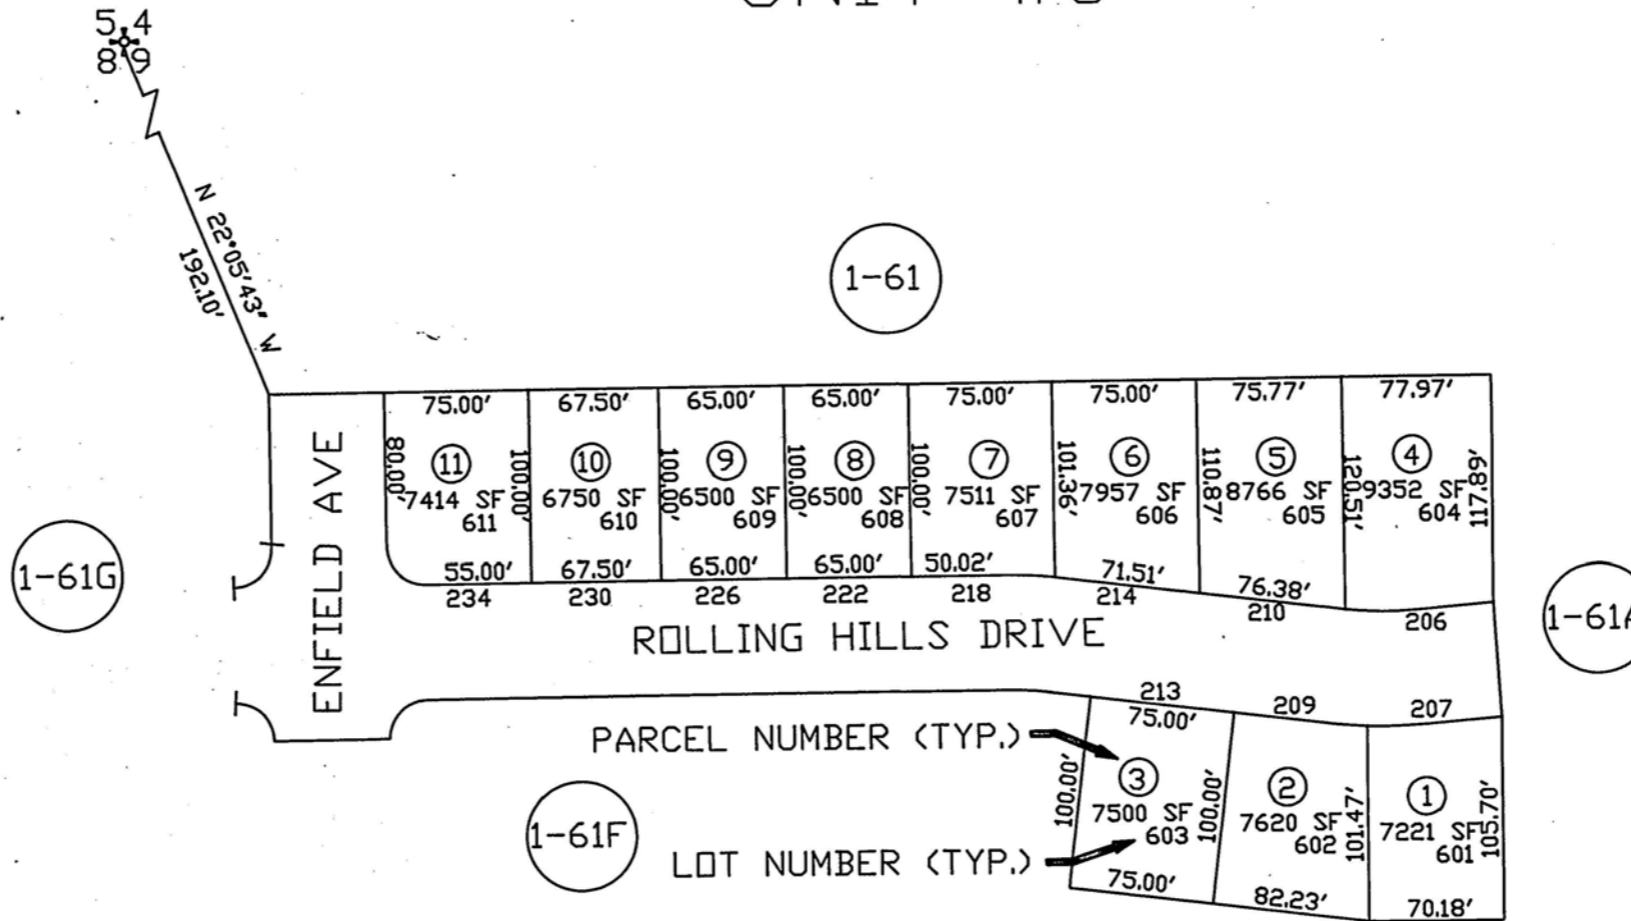 5 4
8 9
N 22°05'43" W
192.10'
1-61
75.00' 67.50' 65.00' 65.00' 75.00' 75.00' 75.77' 77.97'
80.00' 11 100.00' 10 100.00' 9 100.00' 8 100.00' 7 101.36' 6 110.87' 5 120.51' 4 117.89'
7414 SF 6750 SF 6500 SF 6500 SF 7511 SF 7957 SF 8766 SF 9352 SF
611 610 609 608 607 606 605 604
55.00' 67.50' 65.00' 65.00' 50.02' 71.51' 76.38'
234 230 226 222 218 214 210 206
ENFIELD AVE
1-61G
ROLLING HILLS DRIVE
1-61A
213 209 207
75.00'
PARCEL NUMBER (TYP.)
100.00' 3 100.00' 2 101.47' 1 105.70'
7500 SF 7620 SF 7221 SF
603 602 601
1-61F
LOT NUMBER (TYP.)
75.00' 82.23' 70.18'